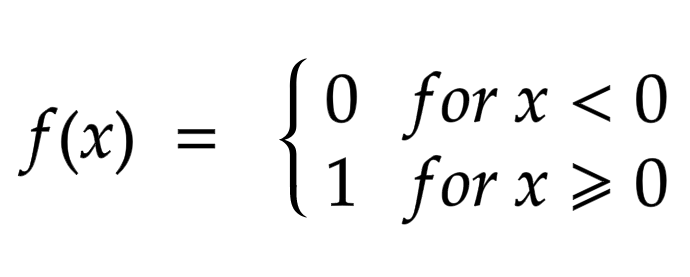 f(x) = { 0 for x < 0
1 for x ⩾ 0